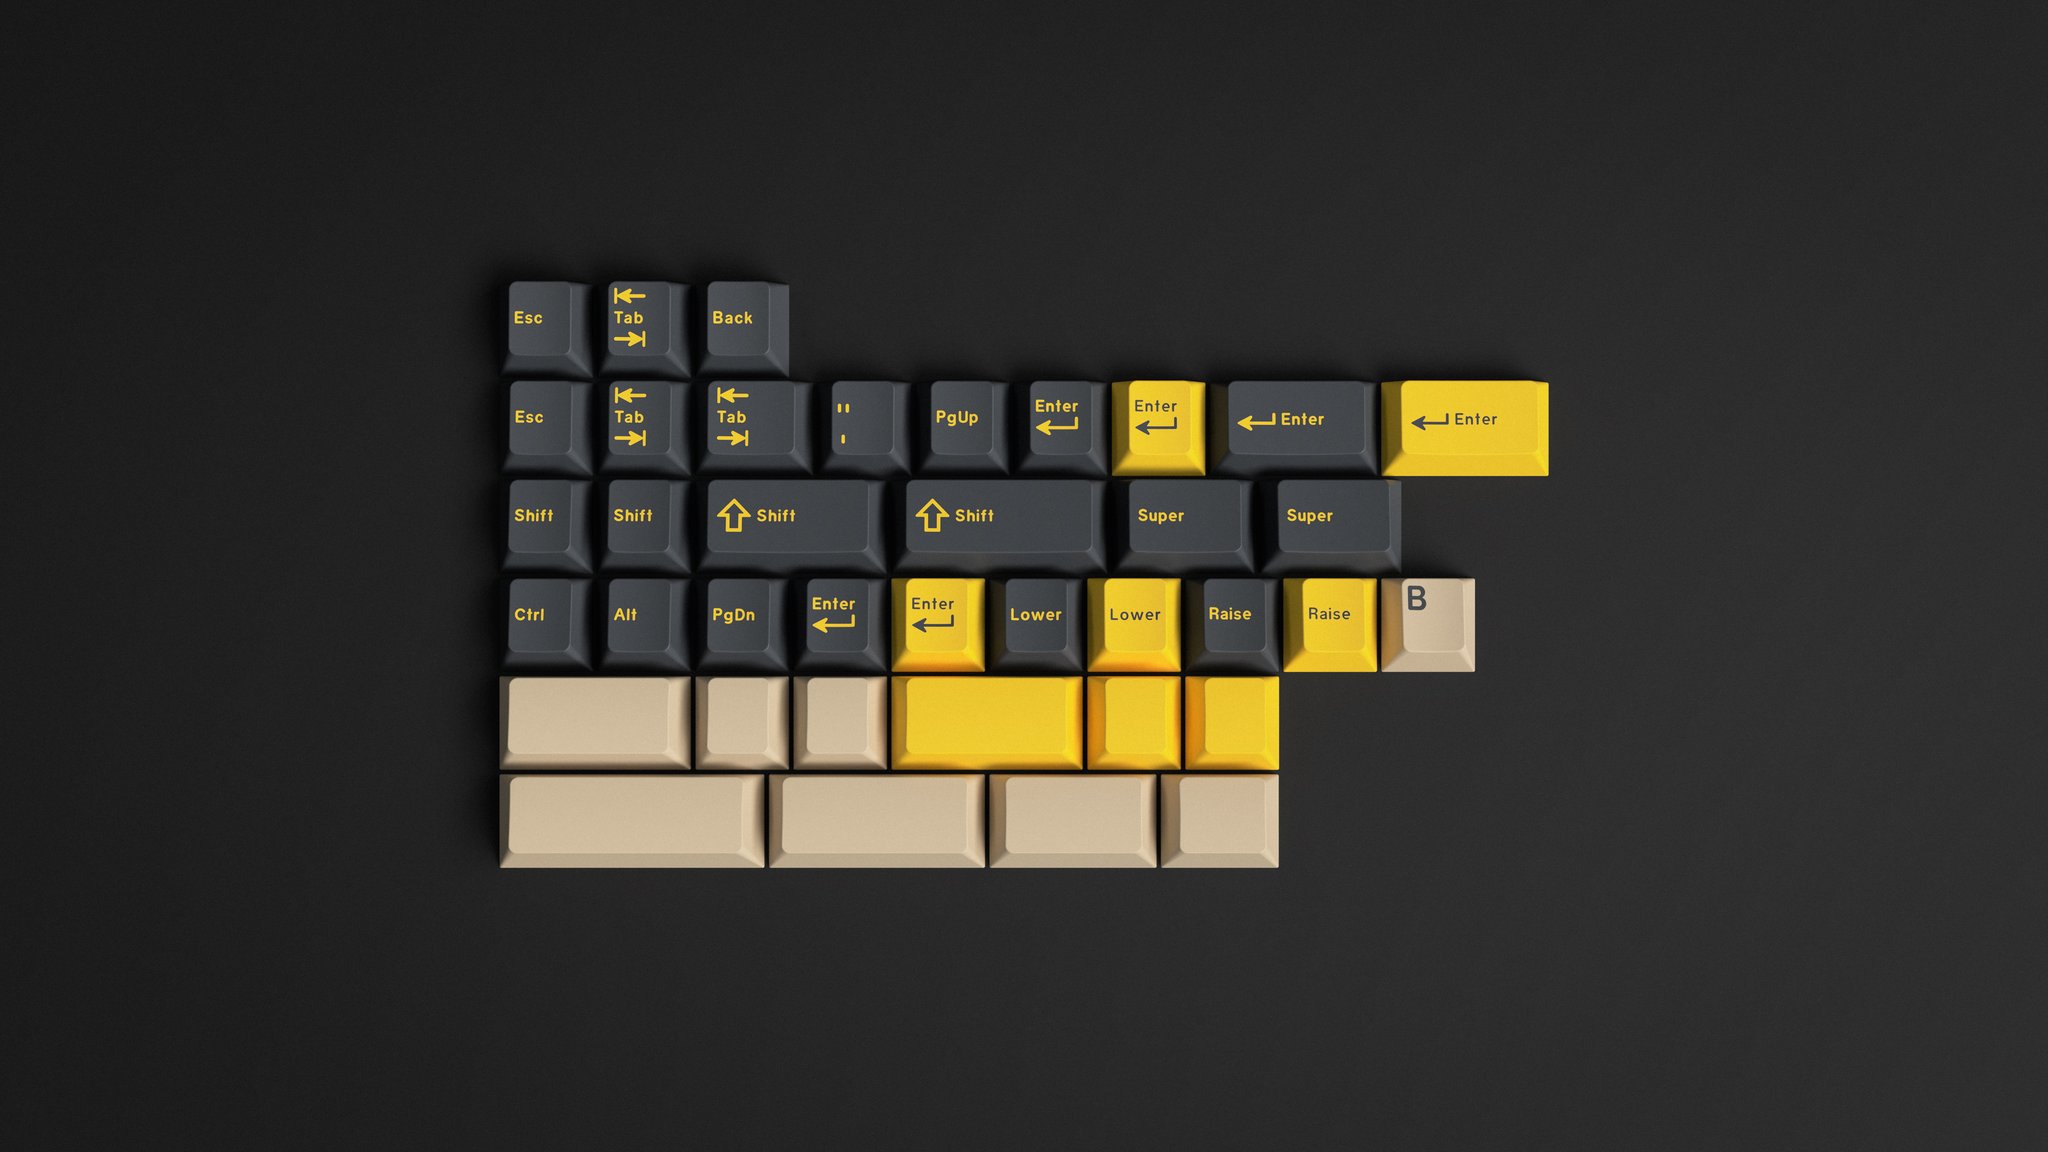 Esc Tab Back
Esc Tab Tab " ' PgUp Enter Enter Enter Enter
Shift Shift Shift Shift Super Super
Ctrl Alt PgDn Enter Enter Lower Lower Raise Raise B